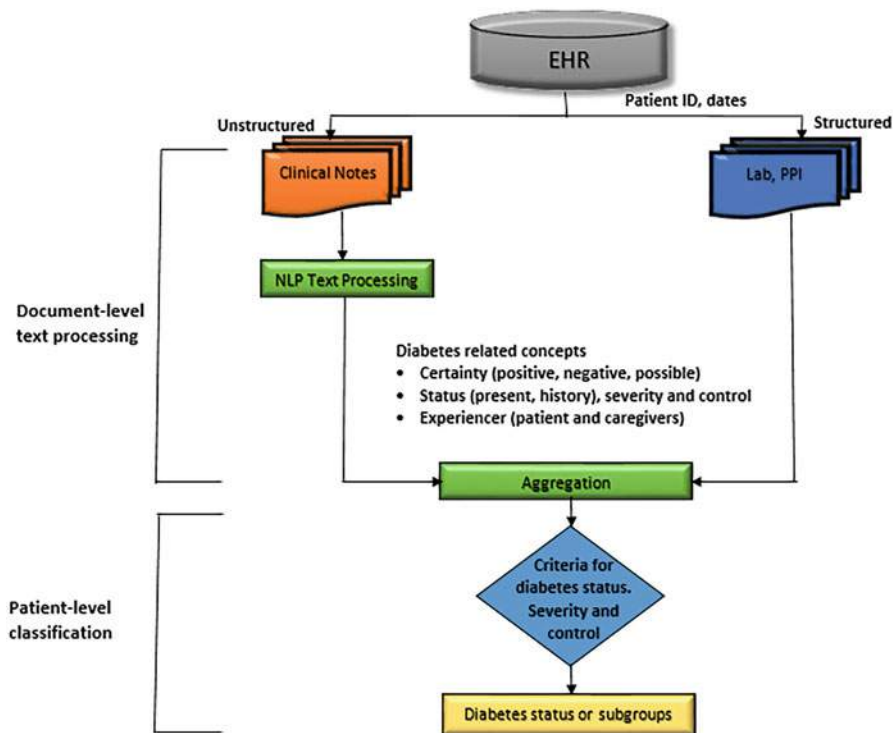 EHR
Patient ID, dates
Unstructured
Structured
Clinical Notes
Lab, PPI
NLP Text Processing
Document-level
text processing
Diabetes related concepts
• Certainty (positive, negative, possible)
• Status (present, history), severity and control
• Experiencer (patient and caregivers)
Aggregation
Criteria for
diabetes status.
Severity and
control
Patient-level
classification
Diabetes status or subgroups